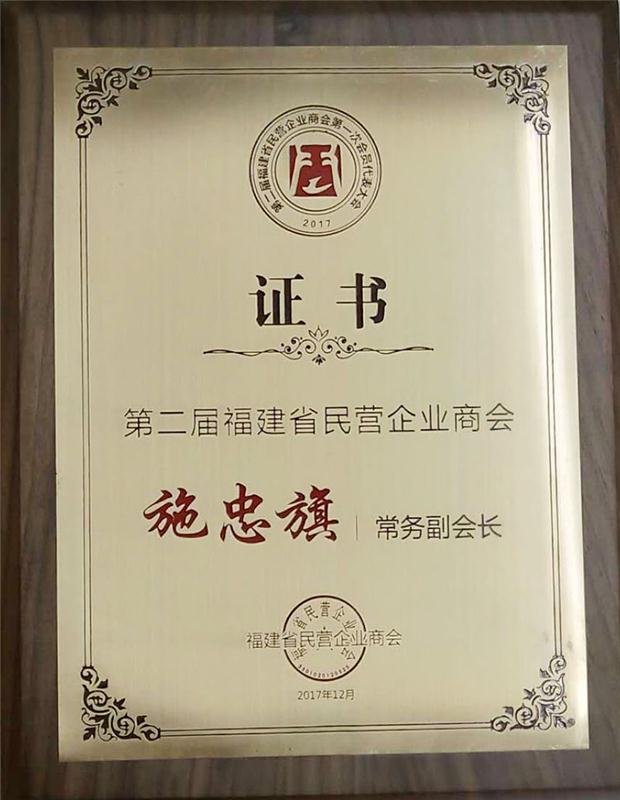 第二届福建省民营企业商会第一次会员代表大会
2017
证书
第二届福建省民营企业商会
施忠旗 常务副会长
福建省民营企业商会
2017年12月